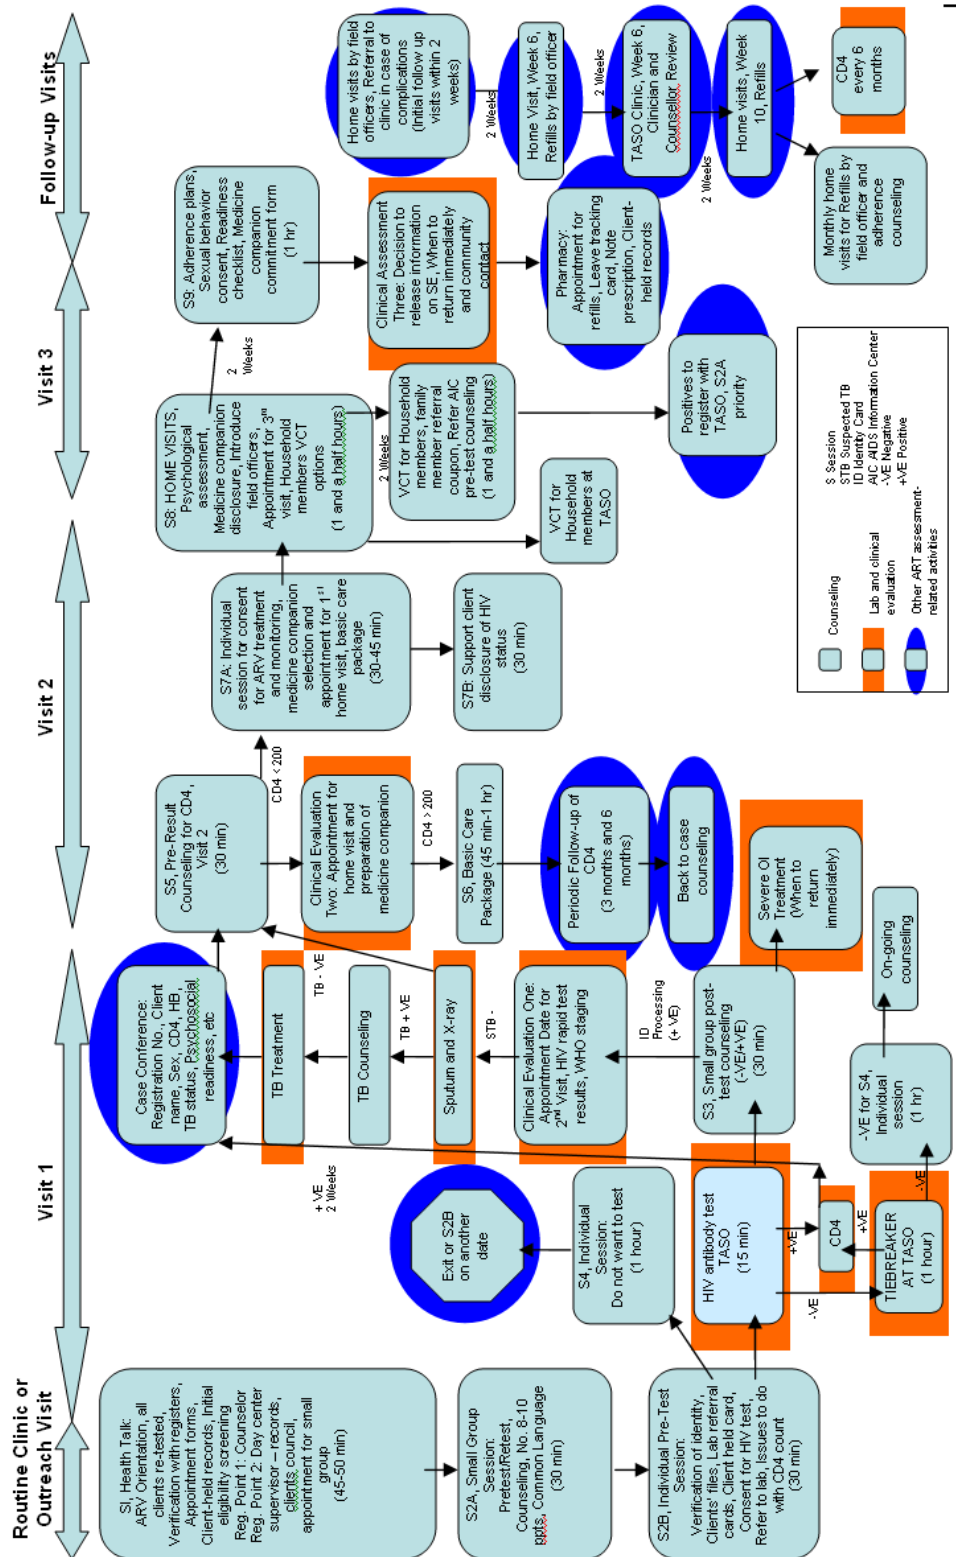 Routine Clinic or
Outreach Visit
Visit 1
Visit 2
Visit 3
Follow-up Visits
SI, Health Talk:
ARV Orientation, all
clients re-tested,
Verification with registers,
Appointment forms,
Client-held records, Initial
eligibility screening
Reg. Point 1: Counselor
Reg. Point 2: Day center
supervisor – records,
clients council,
appointment for small
group
(45-50 min)
S2A, Small Group
Session:
Pretest/Retest,
Counseling, No. 8-10
ppts, Common Language
(30 min)
S2B, Individual Pre-Test
Session:
Verification of identity,
Clients' files, Lab referral
cards, Client held card,
Consent for HIV test,
Refer to lab, Issues to do
with CD4 count
(30 min)
Exit or S2B
on another
date
S4, Individual
Session:
Do not want to test
(1 hour)
HIV antibody test
TASO
(15 min)
+VE
-VE
CD4
+VE
TIEBREAKER
AT TASO
(1 hour)
-VE
Case Conference:
Registration No., Client
name, Sex, CD4, HB,
TB status, Psychosocial
readiness, etc
+ VE
2 Weeks
TB Treatment
TB - VE
TB Counseling
TB + VE
Sputum and X-ray
STB -
Clinical Evaluation One:
Appointment Date for
2nd Visit, HIV rapid test
results, WHO staging
ID
Processing
(+ VE)
S3, Small group post-
test counseling
(-VE/+VE)
(30 min)
-VE for S4,
Individual
session
(1 hr)
On-going
counseling
Severe OI
Treatment
(When to
return
immediately)
S5, Pre-Result
Counseling for CD4,
Visit 2
(30 min)
CD4 < 200
Clinical Evaluation
Two: Appointment for
home visit and
preparation of
medicine companion
CD4 > 200
S6, Basic Care
Package (45 min-1 hr)
Periodic Follow-up of
CD4
(3 months and 6
months)
Back to case
counseling
S7A: Individual
session for consent
for ARV treatment
and monitoring,
medicine companion
selection and
appointment for 1st
home visit, basic care
package
(30-45 min)
S7B: Support client
disclosure of HIV
status
(30 min)
S8: HOME VISITS,
Psychological
assessment,
Medicine companion
disclosure, Introduce
field officers,
Appointment for 3rd
visit, Household
members VCT
options
(1 and a half hours)
2
Weeks
2 Weeks
VCT for Household
members, family
member referral
coupon, Refer AIC
pre-test counseling
(1 and a half hours)
VCT for
Household
members at
TASO
Positives to
register with
TASO, S2A
priority
S9: Adherence plans,
Sexual behavior
consent, Readiness
checklist, Medicine
companion
commitment form
(1 hr)
Clinical Assessment
Three: Decision to
release information
on SE, When to
return immediately
and community
contact
Pharmacy:
Appointment for
refills, Leave tracking
card, Note
prescription, Client-
held records
Home visits by field
officers, Referral to
clinic in case of
complications
(Initial follow up
visits within 2
weeks)
2 Weeks
Home Visit, Week 6,
Refills by field officer
2 Weeks
TASO Clinic, Week 6,
Clinician and
Counsellor Review
2 Weeks
Home visits, Week
10, Refills
Monthly home
visits for Refills by
field officer and
adherence
counseling
CD4
every 6
months
Counseling
Lab and clinical
evaluation
Other ART assessment-
related activities
S Session
STB Suspected TB
ID Identity Card
AIC AIDS Information Center
-VE Negative
+VE Positive